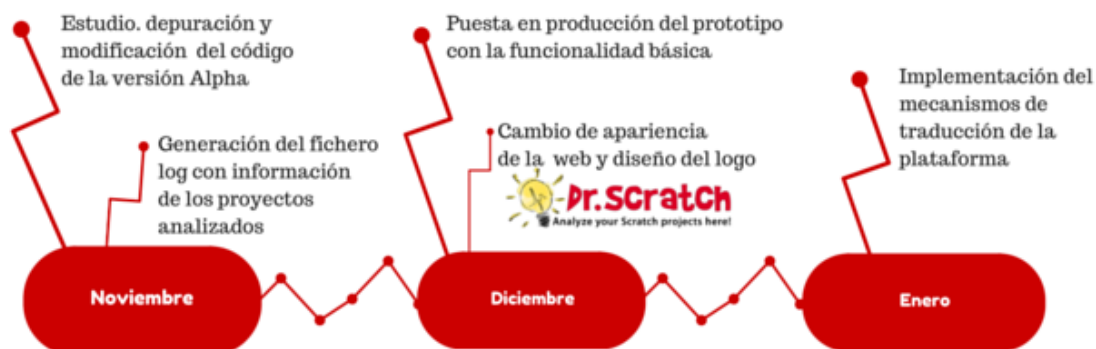 Estudio. depuración y
modificación del código
de la versión Alpha
Generación del fichero
log con información
de los proyectos
analizados
Noviembre
Puesta en producción del prototipo
con la funcionalidad básica
Cambio de apariencia
de la web y diseño del logo
Dr.Scratch
Analyze your Scratch projects here!
Diciembre
Implementación del
mecanismos de
traducción de la
plataforma
Enero